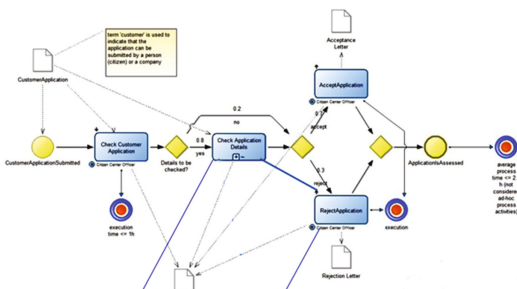 term 'customer' is used to
indicate that the
application can be
submitted by a person
(citizen) or a company
Acceptance
Letter
CustomerApplication
AcceptApplication
Citizen Center Officer
0.2
no
0.7
accept
Check Customer
Application
Citizen Center Officer
0.8
yes
Details to be
checked?
Check Application
Details
CustomerApplicationSubmitted
ApplicationIsAssessed
average
process
time <= 2
h (not
considere
ad-hoc
process
activities)
0.3
reject
RejectApplication
Citizen Center Officer
execution
time <= 1h
execution
Rejection Letter